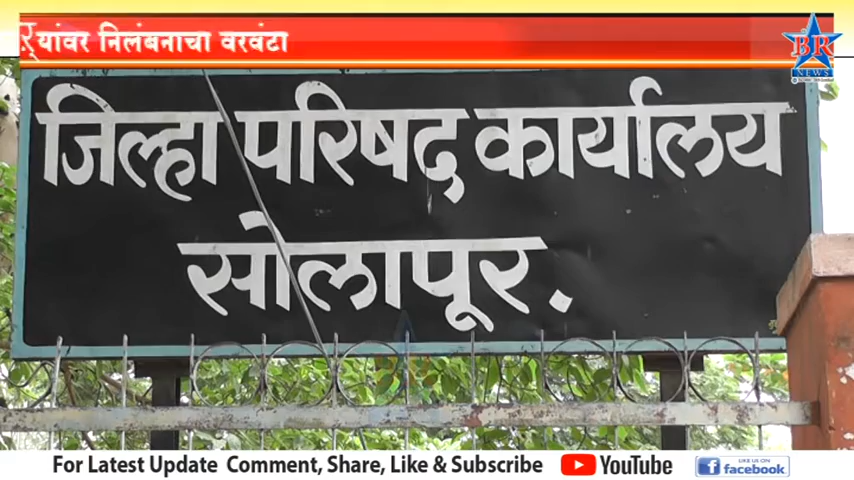 र्‍यांवर निलंबनाचा वरवंटा
BR
NEWS
जिल्हा परिषद कार्यालय
सोलापूर.
For Latest Update Comment, Share, Like & Subscribe
YouTube
LIKE US ON
facebook